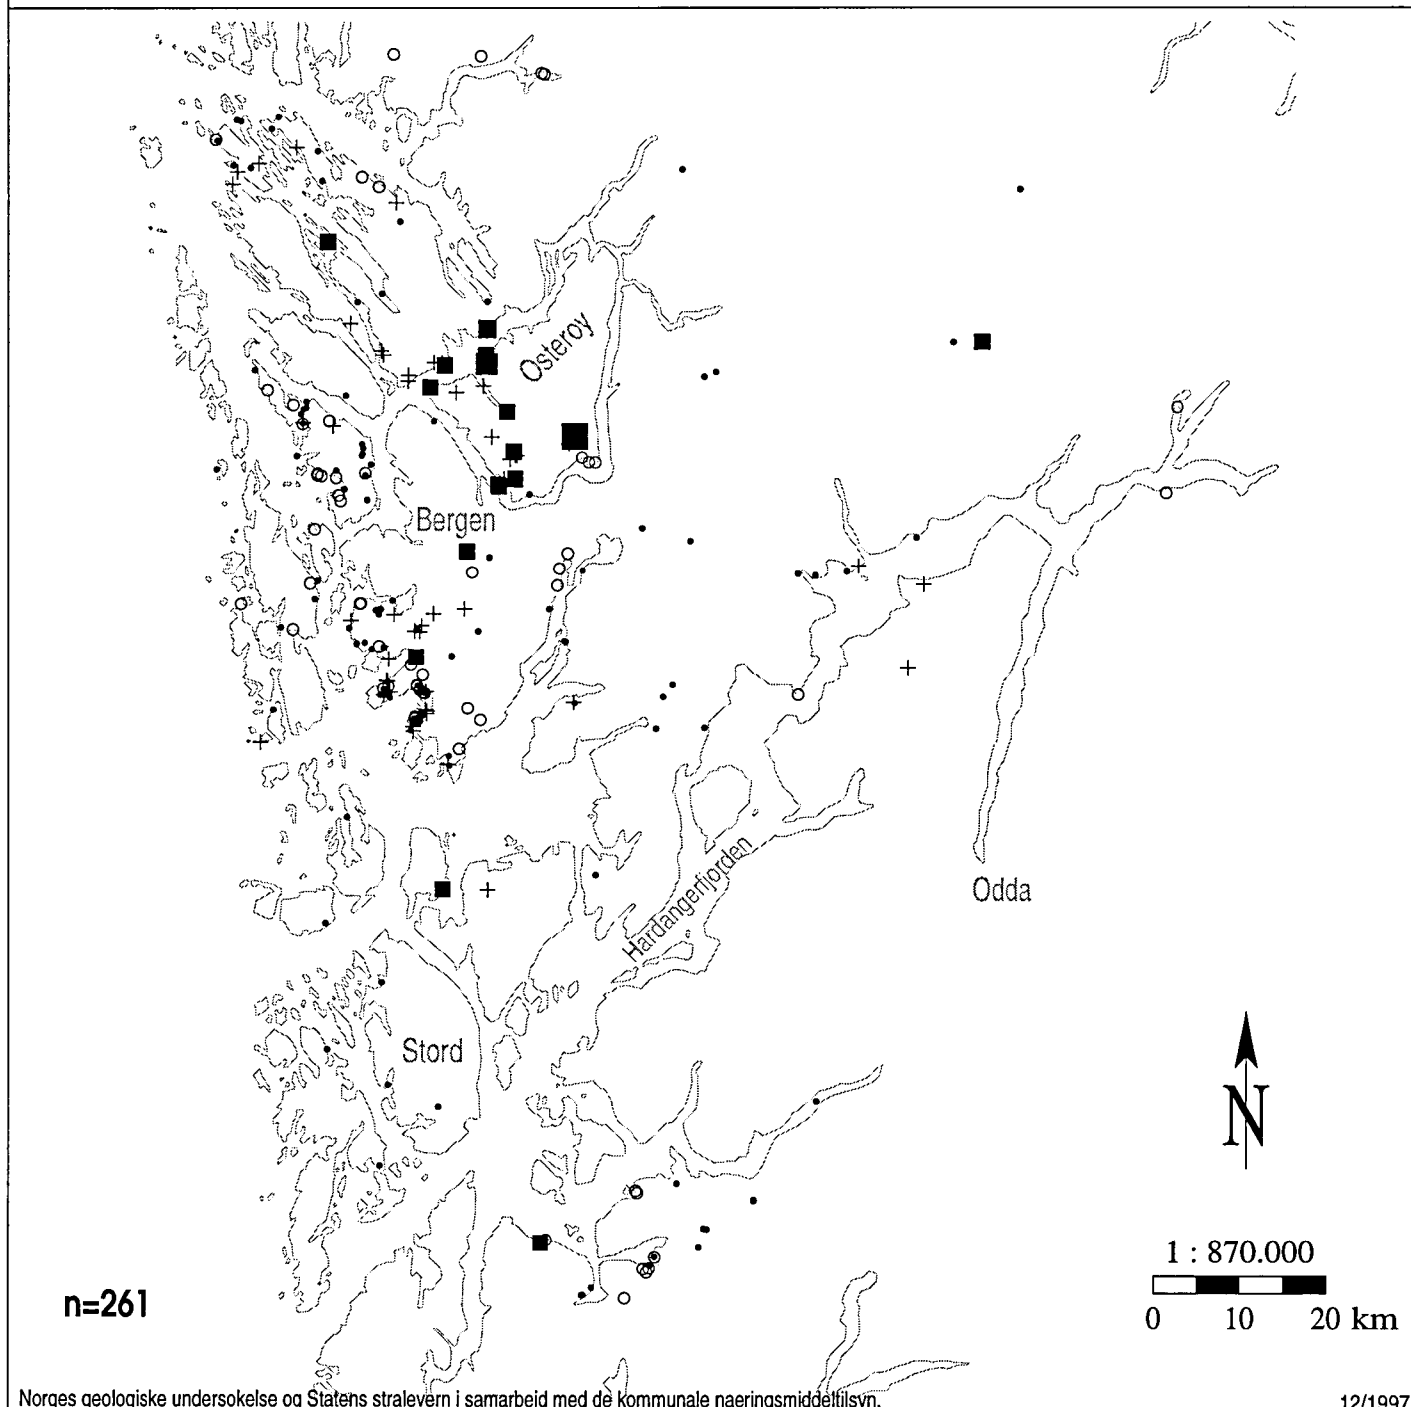 Osteroy
Bergen
Hardangerfjorden
Odda
Stord
N
1 : 870.000
0 10 20 km
n=261
Norges geologiske undersokelse og Statens stralevern i samarbeid med de kommunale naeringsmiddeltilsyn.
12/1997